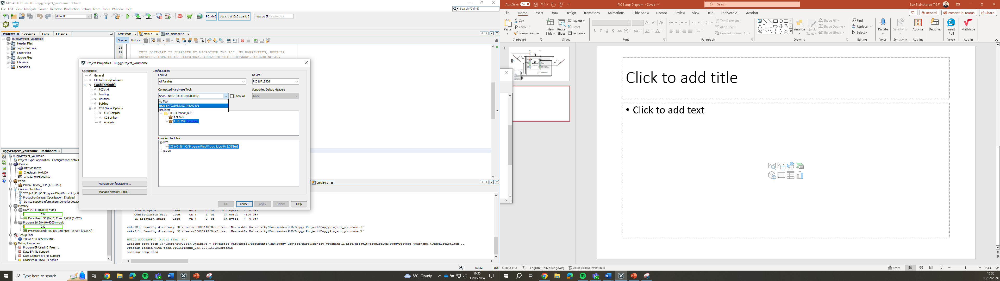 MPLAB X IDE v6.00 - BuggyProject_yourname : default
File Edit View Navigate Source Refactor Production Debug Team Tools Window Help
Search (Ctrl+I)
default
PC: 0x0
z dc c : W:0x0 : bank 0
How do I?
Keyword(s)
Projects
Services
Files
Classes
BuggyProject_yourname
Header Files
Important Files
Linker Files
Source Files
Libraries
Loadables
Start Page
main.c
pin_manager.h
Source
History
28
29
30
THIS SOFTWARE IS SUPPLIED BY MICROCHIP "AS IS". NO WARRANTIES, WHETHER
EXPRESS, IMPLIED OR STATUTORY, APPLY TO THIS SOFTWARE, INCLUDING ANY
Project Properties - BuggyProject_yourname
Categories:
General
File Inclusion/Exclusion
Conf: [default]
PICkit 4
Loading
Libraries
Building
XC8 Global Options
XC8 Compiler
XC8 Linker
Analysis
Manage Configurations...
Manage Network Tools...
Configuration
Family:
All Families
Device:
PIC16F18326
Connected Hardware Tool:
Snap-SN:021038102RYN000891
Show All
Supported Debug Header:
None
No Tool
Snap-SN:021038102RYN000891
Simulator
PIC16F1xxxx_DFP
1.9.163
1.18.352 [Resolve]
Compiler Toolchain:
XC8
XC8 (v2.36) [C:\Program Files\Microchip\xc8\v2.36\bin]
pic-as
OK
Cancel
Apply
Unlock
Help
uggyProject_yourname - Dashboard
BuggyProject_yourname
Project Type: Application - Configuration: defaul
Device
PIC16F18326
Checksum: 0x61D9
CRC32: 0xF5D9241D
Packs
PIC16F1xxxx_DFP (1.18.352)
Compiler Toolchain
XC8 (v2.36) [C:\Program Files\Microchip\xc8
Production Image: Optimization: Disabled
Device support information: Compiler Locatio
Memory
Data 2,048 (0x800) bytes
1%
Data Used: 30 (0x1E) Free: 2,018 (0x7E2)
Program 16,384 (0x4000) words
2%
Program Used: 400 (0x190) Free: 15,984 (0x3E70)
Debug Tool
PICkit 4: BUR223274106
Debug Resources
Program BP Used: 0 Free: 1
Data BP: No Support
Data Capture BP: No Support
Unlimited BP (S/W): Enabled
Umul64.c
EEPROM space used 0h ( 0) of 100h bytes ( 0.0%)
Configuration bits used 4h ( 4) of 4h words (100.0%)
ID Location space used 0h ( 0) of 4h bytes ( 0.0%)
make[2]: Leaving directory 'C:/Users/B6028443/OneDrive - Newcastle University/Documents/PhD/Buggy Project/BuggyProject_yourname.X'
make[1]: Leaving directory 'C:/Users/B6028443/OneDrive - Newcastle University/Documents/PhD/Buggy Project/BuggyProject_yourname.X'
BUILD SUCCESSFUL (total time: 3s)
Loading code from C:/Users/B6028443/OneDrive - Newcastle University/Documents/PhD/Buggy Project/BuggyProject_yourname.X/dist/default/production/BuggyProject_yourname.X.production.hex...
Program loaded with pack,PIC16F1xxxx_DFP,1.9.163,Microchip
Loading completed
50:32
INS
Type here to search
8°C Cloudy
16:35
13/02/2024
AutoSave On
PIC Setup Diagram • Saved
Search
Ben Stainthorpe (PGR)
File Home Insert Draw Design Transitions Animations Slide Show Record Review View Help EndNote 21 Acrobat
Record
Present in Teams
Share
Paste
Cut
Copy
Format Painter
Clipboard
New Slide
Reuse Slides
Layout
Reset
Section
Slides
Font
Text Direction
Align Text
Convert to SmartArt
Paragraph
Arrange
Quick Styles
Shape Fill
Shape Outline
Shape Effects
Drawing
Find
Replace
Select
Editing
Dictate
Voice
Sensitivity
Sensitivity
Add-ins
Add-ins
Designer
Insert Poll
Vevox
MathType
Add-in
1
Click to add title
• Click to add text
Slide 2 of 2
English (United Kingdom)
Accessibility: Investigate
Notes
114%
16:35
13/02/2024